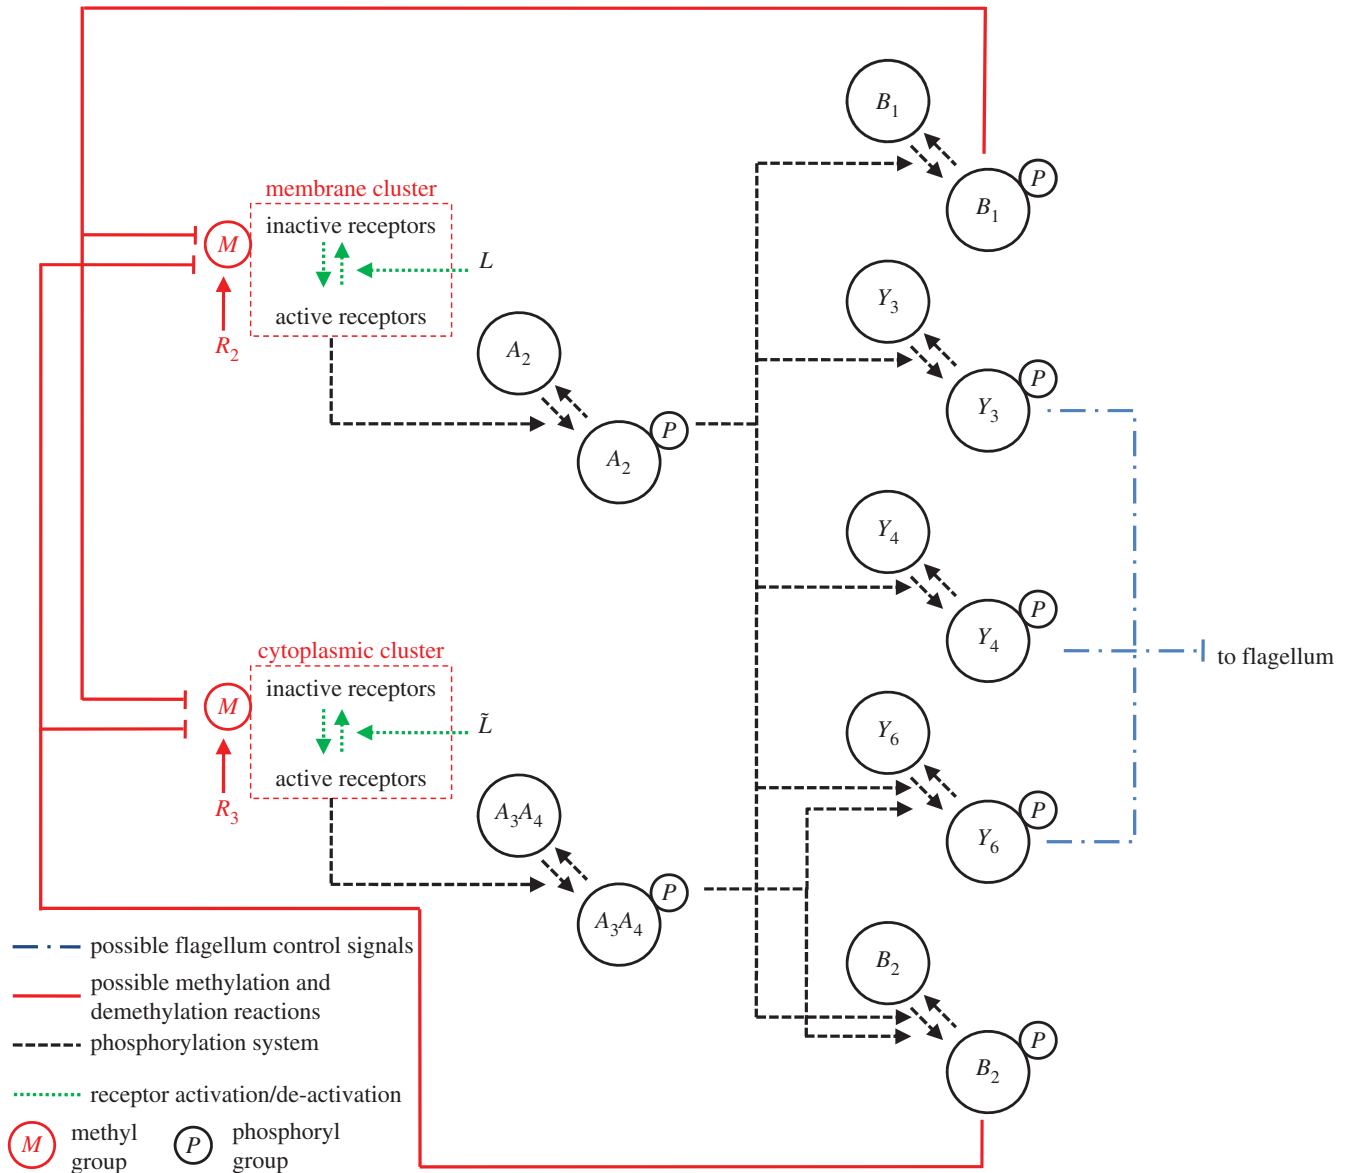 B1
P
B1
membrane cluster
inactive receptors
M
L
active receptors
R2
Y3
P
Y3
A2
P
A2
Y4
P
Y4
to flagellum
cytoplasmic cluster
inactive receptors
M
L̃
active receptors
R3
Y6
P
Y6
A3A4
P
A3A4
B2
P
B2
possible flagellum control signals
possible methylation and
demethylation reactions
phosphorylation system
receptor activation/de-activation
M
methyl
group
P
phosphoryl
group